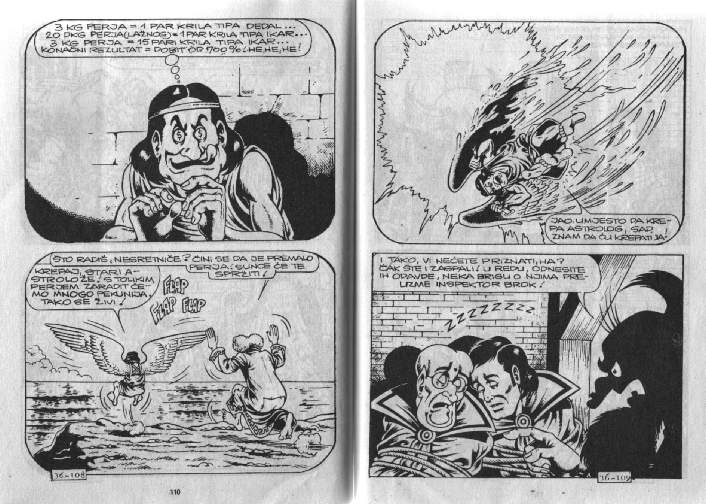 3 KG PERJA = 1 PAR KRILA TIPA DEDAL...
20 DKG PERJA (LAŽNOG) = 1 PAR KRILA TIPA IKAR...
3 KG PERJA = 15 PARI KRILA TIPA IKAR...
KONAČNI REZULTAT = DOBIT OD 700 %! HE, HE, HE!
ŠTO RADIŠ, NESRETNIČE? ČINI SE DA JE PREMALO
PERJA: SUNCE ĆE TE
SPRŽITI!
KREPAJ, STARI A-
STROLOŽE, S TOLIKIM
PERJEM ZARADIT ĆE-
MO MNOGO PEKUNIJA,
TAKO SE ŽIVI!
FLAP
FLAP FLAP
36-108
110
JAO. UMJESTO DA KRE-
PA ASTROLOG, SAD
ZNAM DA ĆU KREPATI JA.
I TAKO, VI NEĆETE PRIZNATI, HA?
ČAK STE I ZASPALI! U REDU, ODNESITE
IH ODAVDE, NEKA BRIGU O NJIMA PRE-
UZME INSPEKTOR BROK!
ZZZZZZZZ
36-109